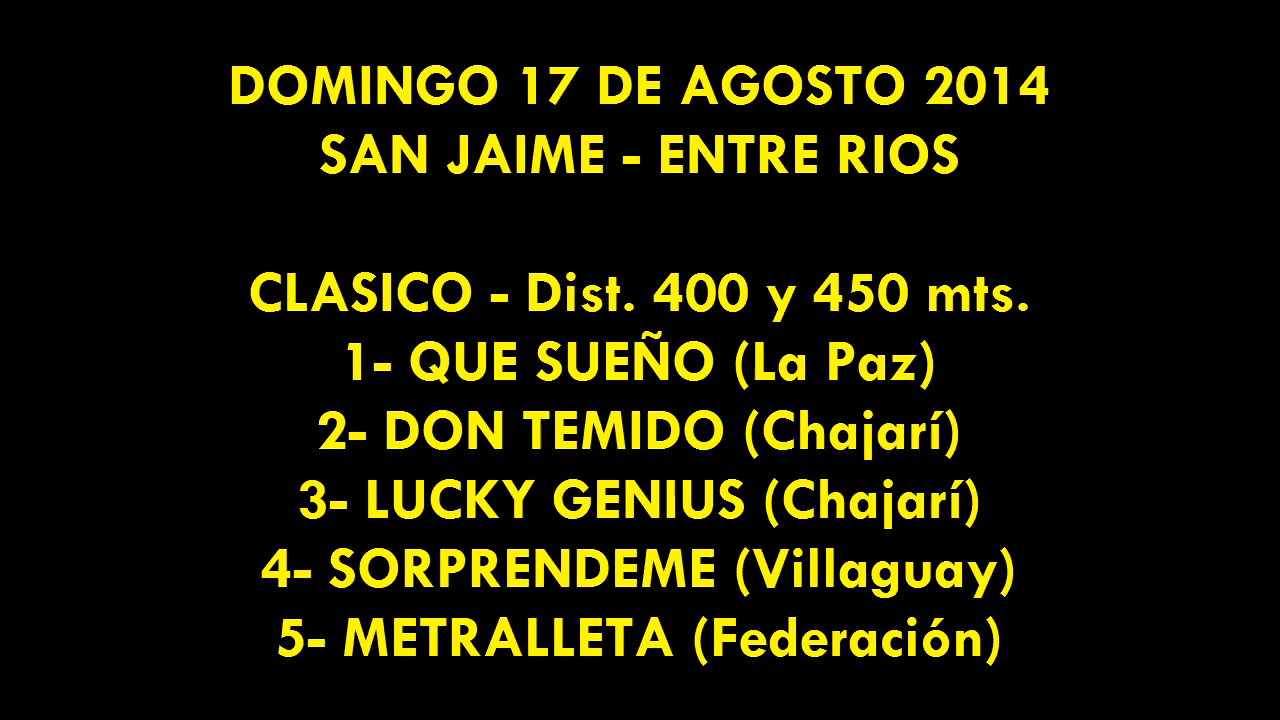 DOMINGO 17 DE AGOSTO 2014
SAN JAIME - ENTRE RIOS
CLASICO - Dist. 400 y 450 mts.
1- QUE SUEÑO (La Paz)
2- DON TEMIDO (Chajarí)
3- LUCKY GENIUS (Chajarí)
4- SORPRENDEME (Villaguay)
5- METRALLETA (Federación)